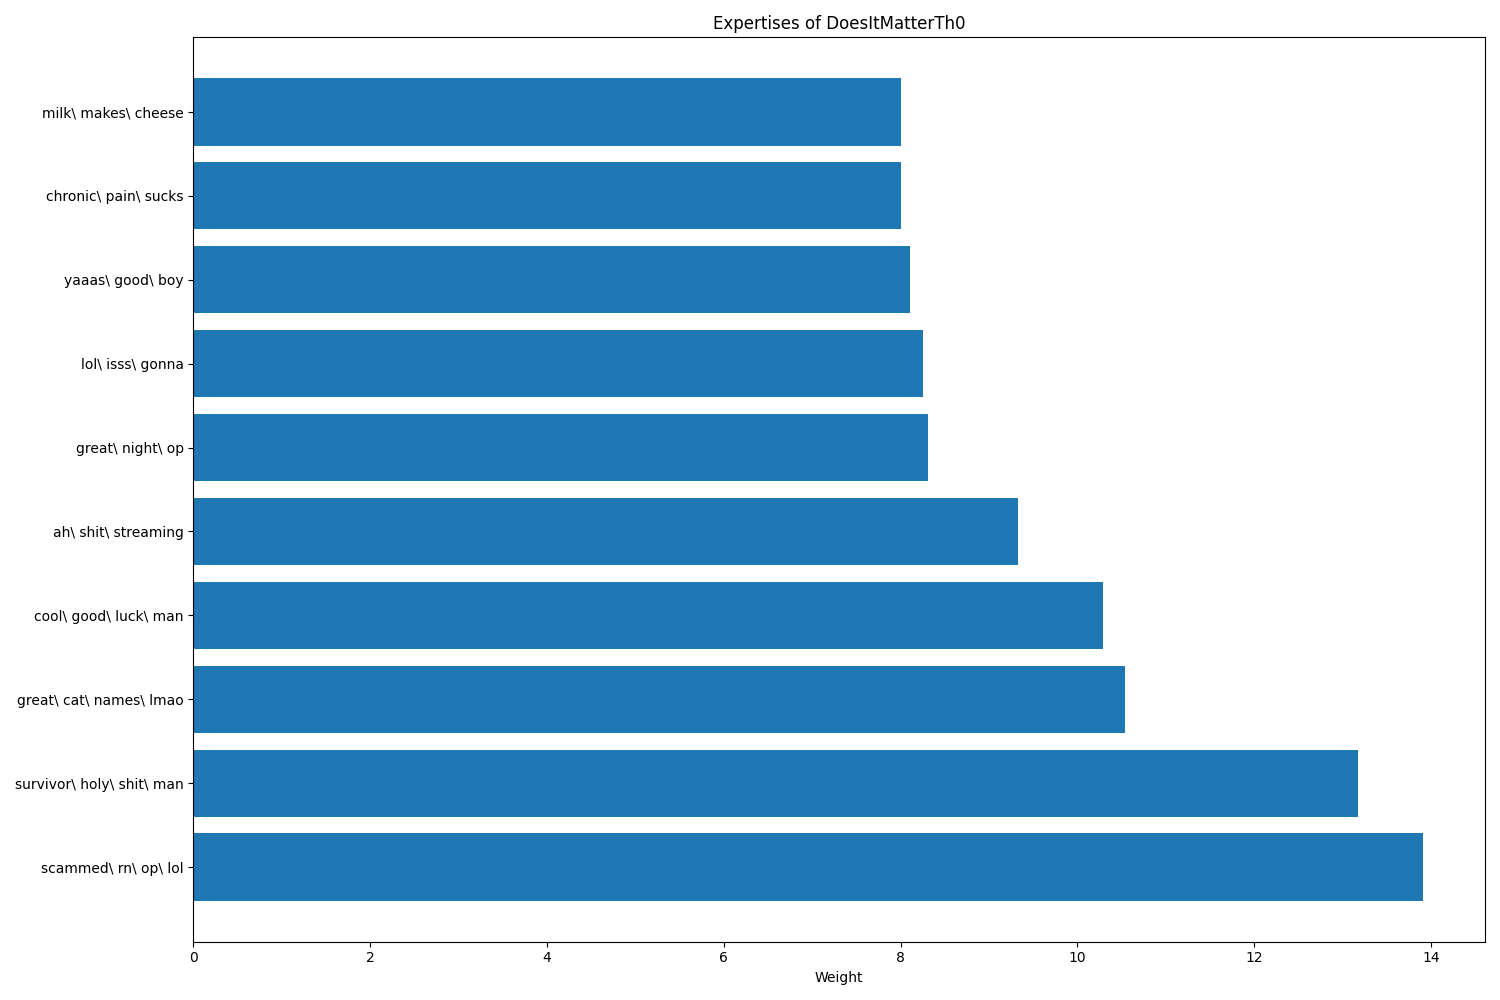 Expertises of DoesItMatterTh0
milk\ makes\ cheese
chronic\ pain\ sucks
yaaas\ good\ boy
lol\ isss\ gonna
great\ night\ op
ah\ shit\ streaming
cool\ good\ luck\ man
great\ cat\ names\ lmao
survivor\ holy\ shit\ man
scammed\ rn\ op\ lol
0 2 4 6 8 10 12 14
Weight